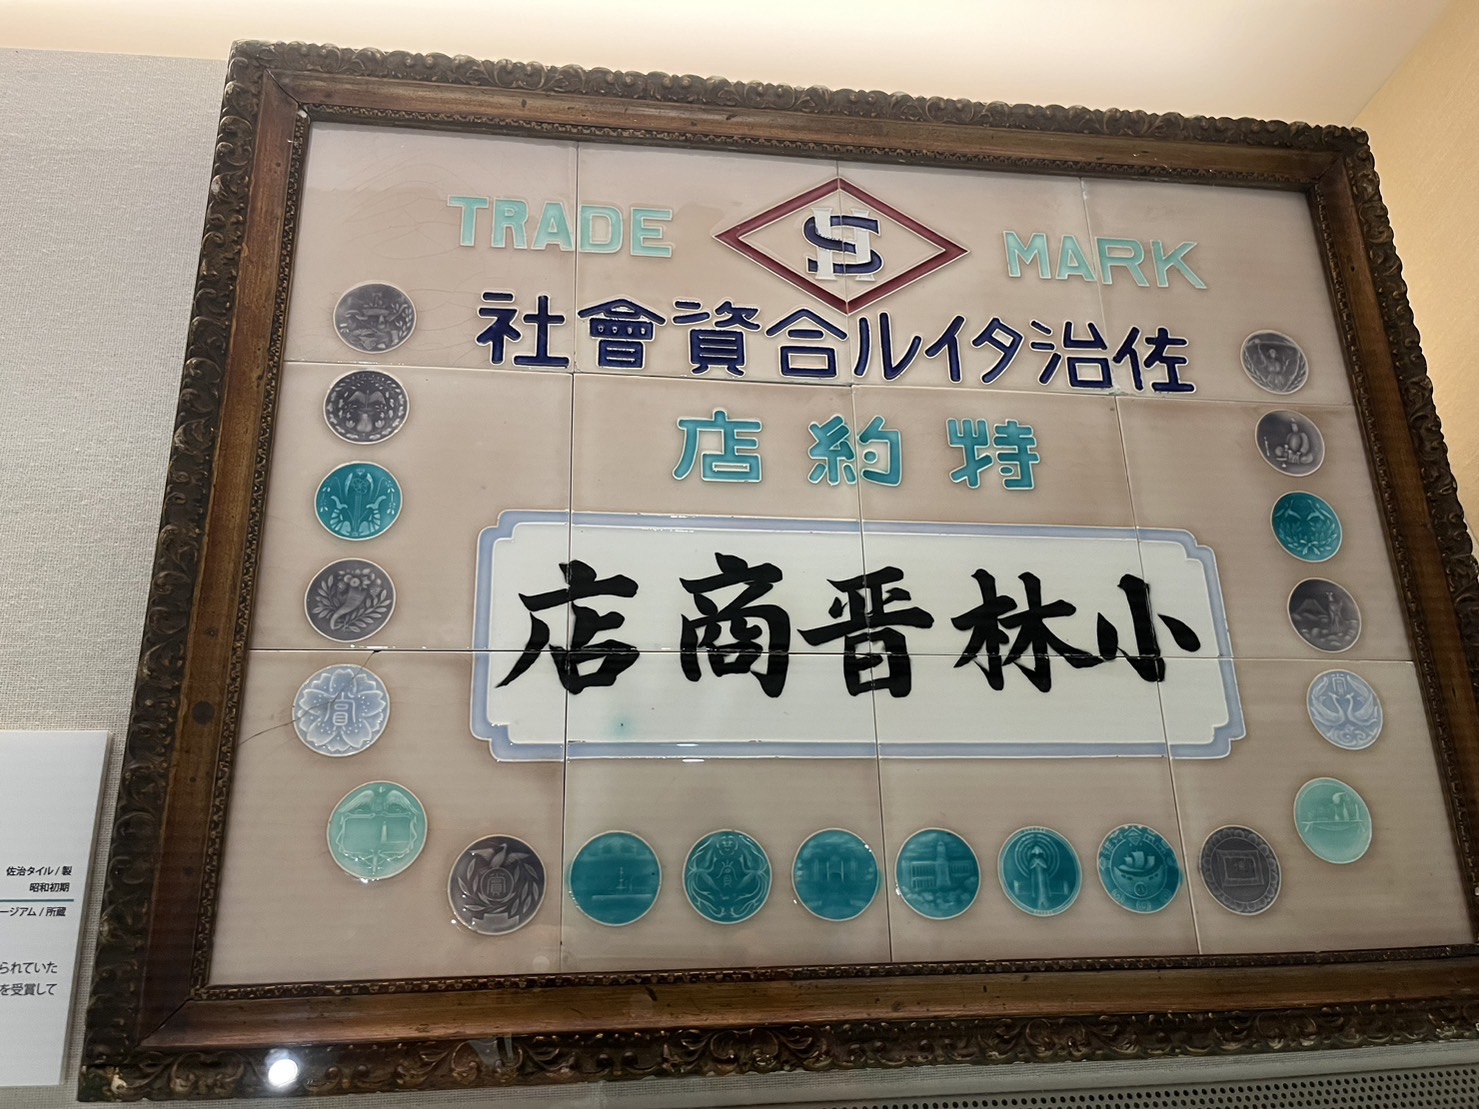 TRADE SH MARK
佐治タイル合資會社
特約店
小林晋商店
佐治タイル / 製
昭和初期
ージアム / 所蔵
られていた
を受賞して